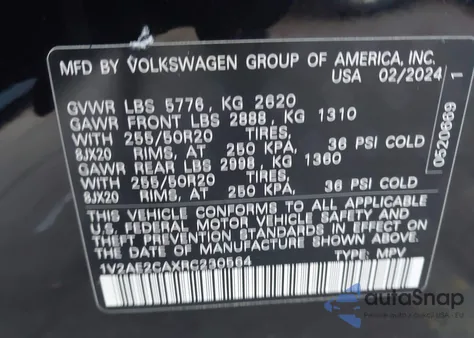 MFD BY VOLKSWAGEN GROUP OF AMERICA, INC.
USA 02/2024
GVWR LBS 5776, KG 2620
GAWR FRONT LBS 2888, KG 1310
WITH 255/50R20 TIRES,
8JX20 RIMS, AT 250 KPA, 36 PSI COLD
GAWR REAR LBS 2998, KG 1360
WITH 255/50R20 TIRES,
8JX20 RIMS, AT 250 KPA, 36 PSI COLD
THIS VEHICLE CONFORMS TO ALL APPLICABLE
U.S. FEDERAL MOTOR VEHICLE SAFETY AND
THEFT PREVENTION STANDARDS IN EFFECT ON
THE DATE OF MANUFACTURE SHOWN ABOVE.
1V2AE2CAXRC230564 TYPE: MPV
0520669 1
autoSnap